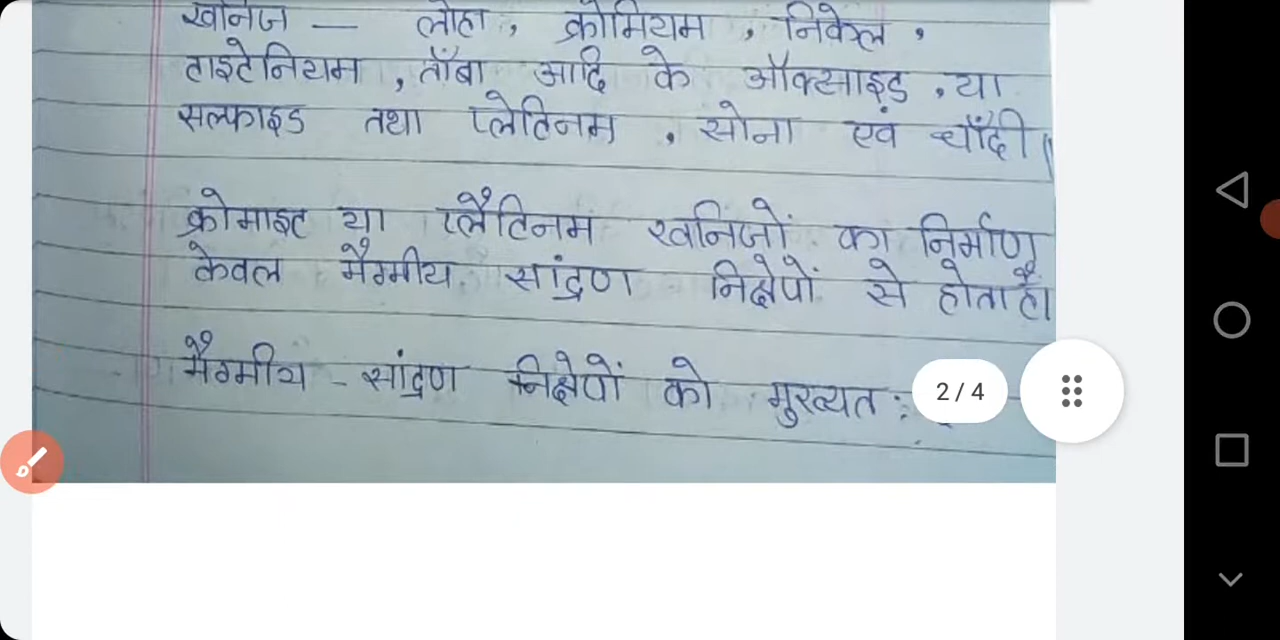 खनिज — लोहा, क्रोमियम, निकेल,
टाइटेनियम, ताँबा आदि के ऑक्साइड, या
सल्फाइड तथा प्लेटिनम, सोना एवं चाँदी।
क्रोमाइट या प्लैटिनम खनिजों का निर्माण
केवल मैग्मीय सांद्रण निक्षेपों से होता है।
मैग्मीय - सांद्रण निक्षेपों को मुख्यत:
2 / 4